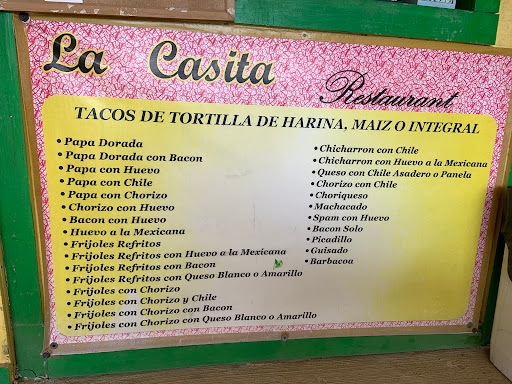 La Casita
Restaurant
TACOS DE TORTILLA DE HARINA, MAIZ O INTEGRAL
• Papa Dorada
• Papa Dorada con Bacon
• Papa con Huevo
• Papa con Chile
• Papa con Chorizo
• Chorizo con Huevo
• Bacon con Huevo
• Huevo a la Mexicana
• Frijoles Refritos
• Frijoles Refritos con Huevo a la Mexicana
• Frijoles Refritos con Bacon
• Frijoles Refritos con Queso Blanco o Amarillo
• Frijoles con Chorizo
• Frijoles con Chorizo y Chile
• Frijoles con Chorizo con Bacon
• Frijoles con Chorizo con Queso Blanco o Amarillo
• Chicharron con Chile
• Chicharron con Huevo a la Mexicana
• Queso con Chile Asadero o Panela
• Chorizo con Chile
• Choriqueso
• Machacado
• Spam con Huevo
• Bacon Solo
• Picadillo
• Guisado
• Barbacoa